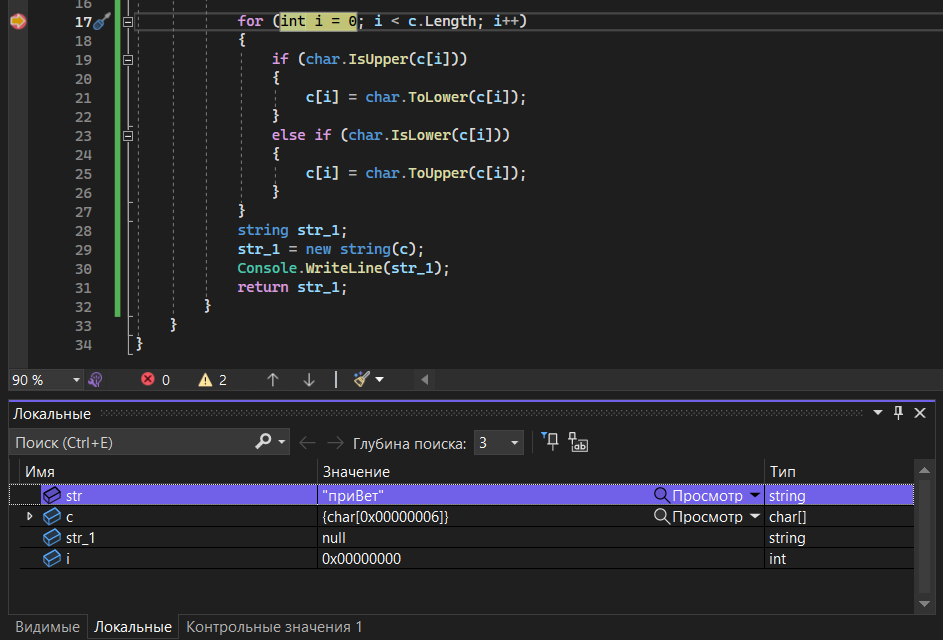 16
17 for (int i = 0; i < c.Length; i++)
18 {
19 if (char.IsUpper(c[i]))
20 {
21 c[i] = char.ToLower(c[i]);
22 }
23 else if (char.IsLower(c[i]))
24 {
25 c[i] = char.ToUpper(c[i]);
26 }
27 }
28 string str_1;
29 str_1 = new string(c);
30 Console.WriteLine(str_1);
31 return str_1;
32 }
33 }
34 }
90 % 0 2
Локальные
Поиск (Ctrl+E) Глубина поиска: 3
Имя Значение Тип
str "приВет" Просмотр string
c {char[0x00000006]} Просмотр char[]
str_1 null string
i 0x00000000 int
Видимые Локальные Контрольные значения 1